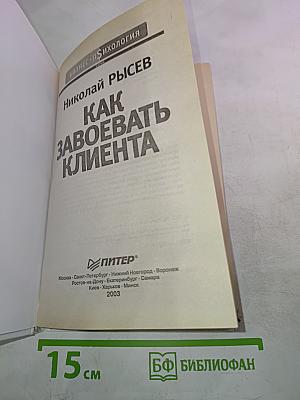 БИЗНЕС-ПSИХОЛОГИЯ
Николай РЫСЕВ
КАК
ЗАВОЕВАТЬ
КЛИЕНТА
ПИТЕР®
Москва · Санкт-Петербург · Нижний Новгород · Воронеж
Ростов-на-Дону · Екатеринбург · Самара
Киев · Харьков · Минск
2003
15 см
БФ БИБЛИОФАН